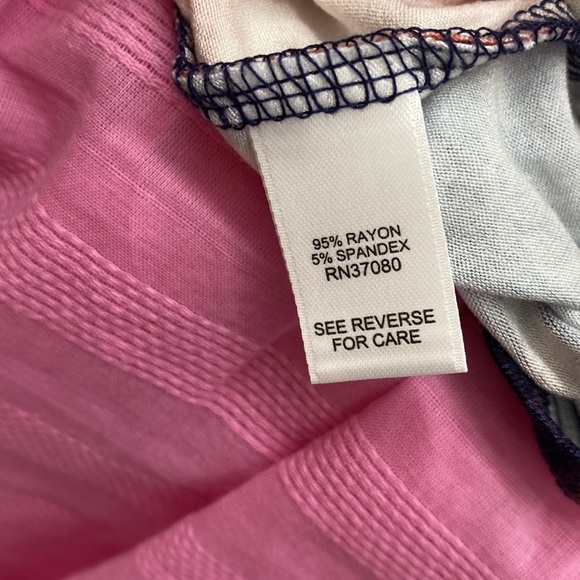 95% RAYON
5% SPANDEX
RN37080
SEE REVERSE
FOR CARE